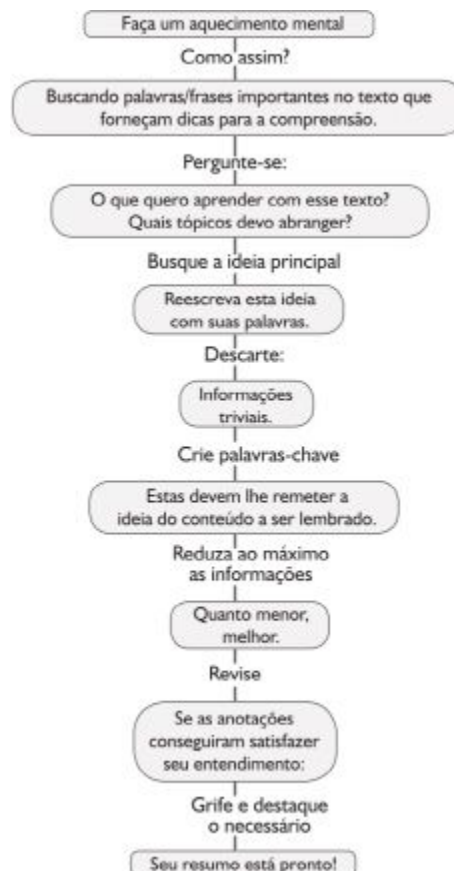 Faça um aquecimento mental
Como assim?
Buscando palavras/frases importantes no texto que
forneçam dicas para a compreensão.
Pergunte-se:
O que quero aprender com esse texto?
Quais tópicos devo abranger?
Busque a ideia principal
Reescreva esta ideia
com suas palavras.
Descarte:
Informações
triviais.
Crie palavras-chave
Estas devem lhe remeter a
ideia do conteúdo a ser lembrado.
Reduza ao máximo
as informações
Quanto menor,
melhor.
Revise
Se as anotações
conseguiram satisfazer
seu entendimento:
Grife e destaque
o necessário
Seu resumo está pronto!